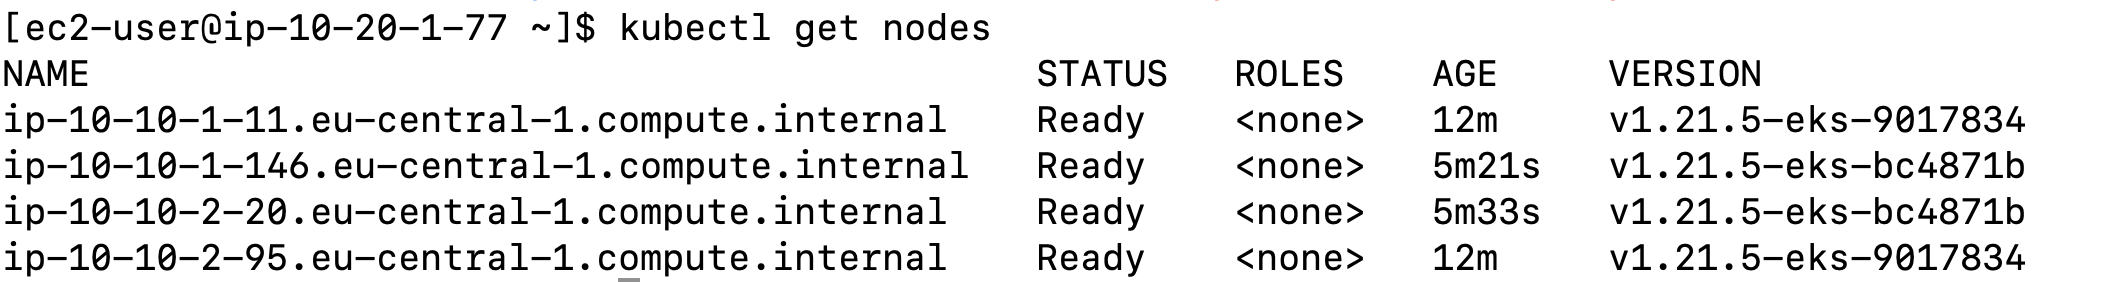 [ec2-user@ip-10-20-1-77 ~]$ kubectl get nodes
NAME STATUS ROLES AGE VERSION
ip-10-10-1-11.eu-central-1.compute.internal Ready <none> 12m v1.21.5-eks-9017834
ip-10-10-1-146.eu-central-1.compute.internal Ready <none> 5m21s v1.21.5-eks-bc4871b
ip-10-10-2-20.eu-central-1.compute.internal Ready <none> 5m33s v1.21.5-eks-bc4871b
ip-10-10-2-95.eu-central-1.compute.internal Ready <none> 12m v1.21.5-eks-9017834